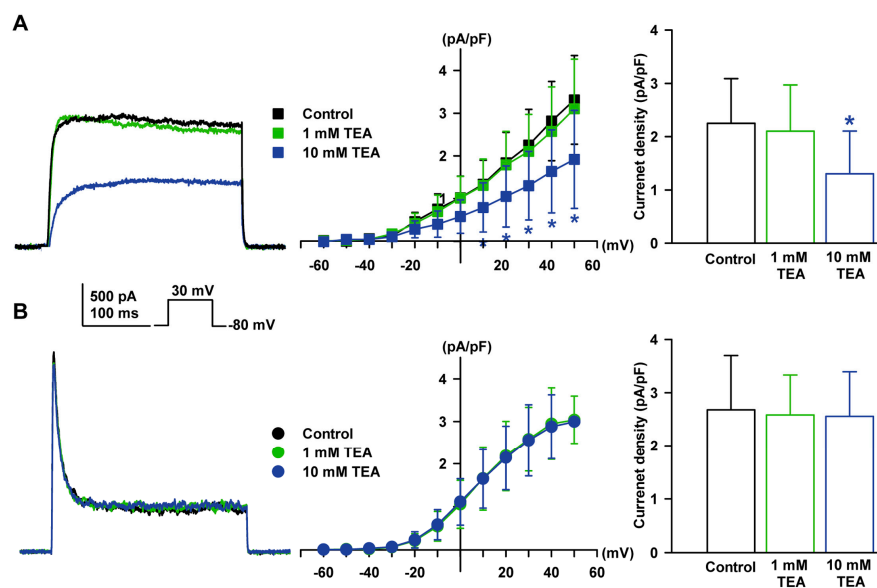 A
(pA/pF)
4
3
2
1
Control
1 mM TEA
10 mM TEA
* * * * *
(mV)
-60 -40 -20 20 40 60
Currenet density (pA/pF)
4
3
2
1
0
*
Control 1 mM TEA 10 mM TEA
500 pA
100 ms
30 mV
-80 mV
B
(pA/pF)
4
3
2
1
Control
1 mM TEA
10 mM TEA
(mV)
-60 -40 -20 20 40 60
Currenet density (pA/pF)
4
3
2
1
0
Control 1 mM TEA 10 mM TEA